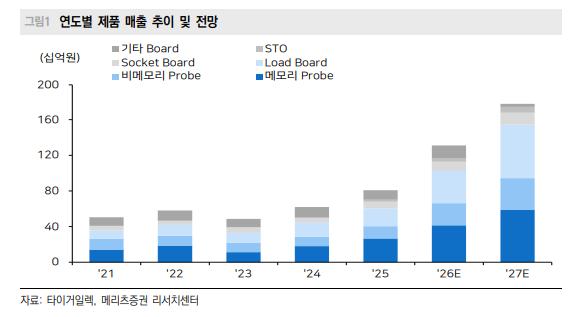 그림1 연도별 제품 매출 추이 및 전망
(십억원)
기타 Board STO
Socket Board Load Board
비메모리 Probe 메모리 Probe
200
160
120
80
40
0
'21 '22 '23 '24 '25 '26E '27E
자료: 타이거일렉, 메리츠증권 리서치센터